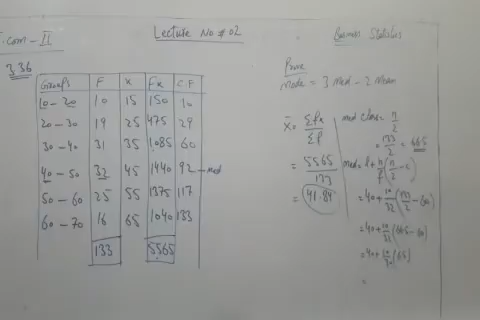 .com - II
Lecture No # 02
Business Statistics
3.36
Groups F X Fx C.F
10 - 20 10 15 150 10
20 - 30 19 25 475 29
30 - 40 31 35 1085 60
40 - 50 32 45 1440 92 - med
50 - 60 25 55 1375 117
60 - 70 16 65 1040 133
133 5565
Prove
mode = 3 med - 2 mean
X̄ = ΣFx / ΣF
= 5565 / 133
= 41.84
med class = n/2
= 133/2 = 66.5
med = l + h/f (n/2 - c)
= 40 + 10/32 (133/2 - 60)
= 40 + 10/32 (66.5 - 60)
= 40 + 10/32 (6.5)
=